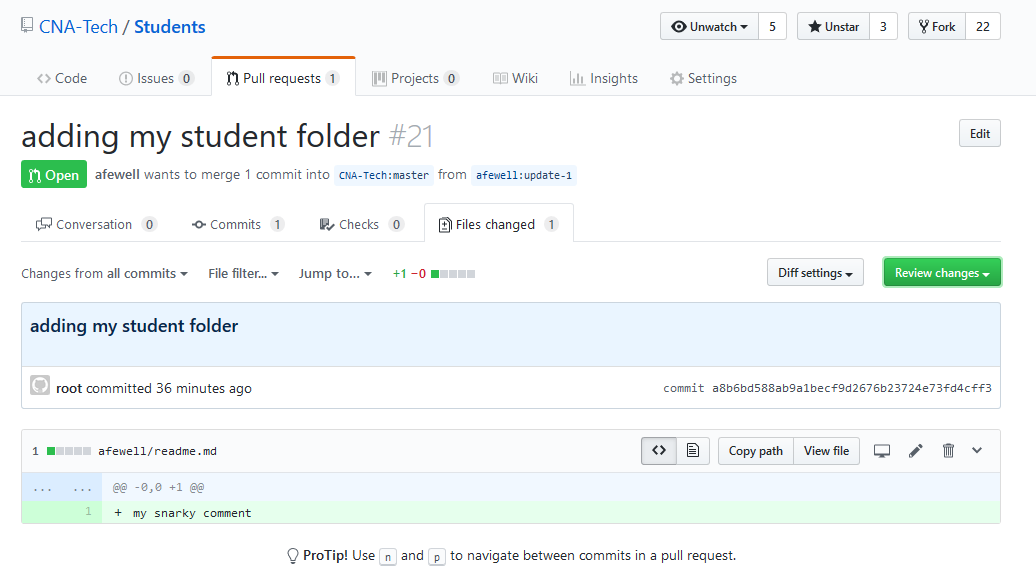 CNA-Tech / Students
Unwatch 5 Unstar 3 Fork 22
Code Issues 0 Pull requests 1 Projects 0 Wiki Insights Settings
adding my student folder #21
Edit
Open afewell wants to merge 1 commit into CNA-Tech:master from afewell:update-1
Conversation 0 Commits 1 Checks 0 Files changed 1
Changes from all commits File filter... Jump to... +1 −0 Diff settings Review changes
adding my student folder
root committed 36 minutes ago commit a8b6bd588ab9a1becf9d2676b23724e73fd4cff3
1 afewell/readme.md <> Copy path View file
... ... @@ -0,0 +1 @@
1 + my snarky comment
ProTip! Use n and p to navigate between commits in a pull request.